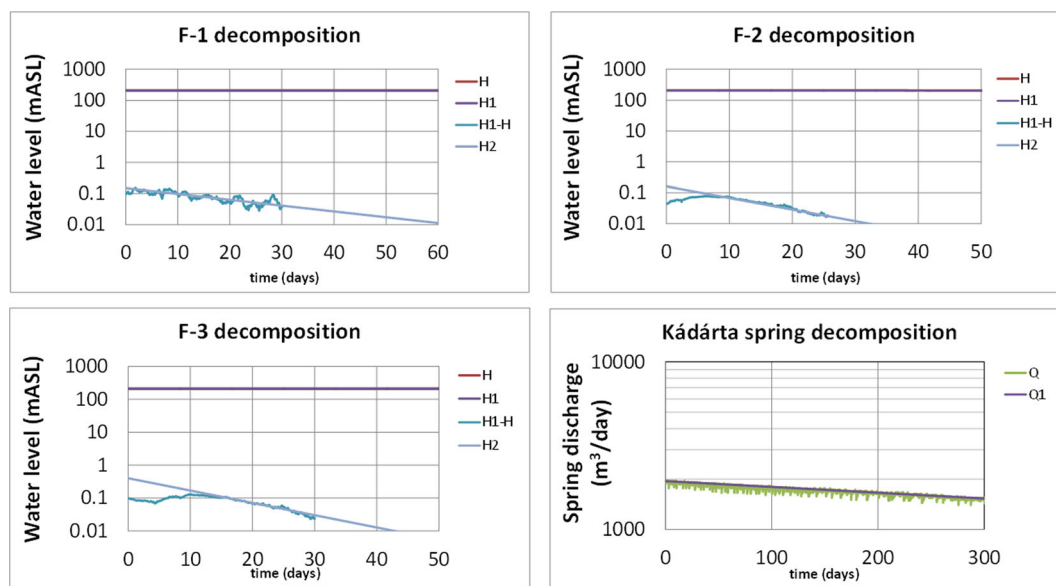 F-1 decomposition
Water level (mASL)
1000
100
10
1
0.1
0.01
0
10
20
30
40
50
60
time (days)
H
H1
H1-H
H2
F-2 decomposition
Water level (mASL)
1000
100
10
1
0.1
0.01
0
10
20
30
40
50
time (days)
H
H1
H1-H
H2
F-3 decomposition
Water level (mASL)
1000
100
10
1
0.1
0.01
0
10
20
30
40
50
time (days)
H
H1
H1-H
H2
Kádárta spring decomposition
Spring discharge
(m³/day)
10000
1000
0
100
200
300
time (days)
Q
Q1